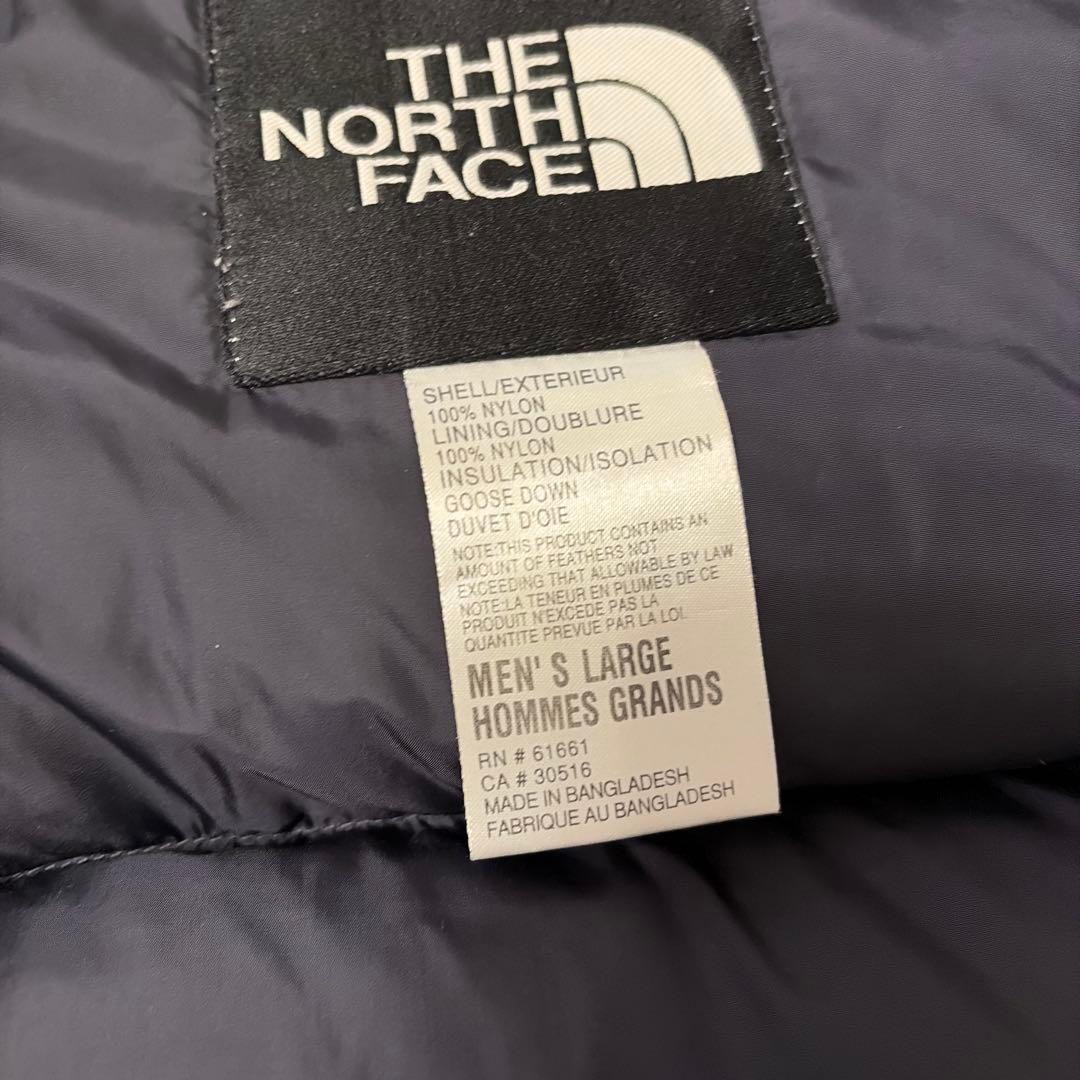 THE
NORTH
FACE
SHELL/EXTERIEUR
100% NYLON
LINING/DOUBLURE
100% NYLON
INSULATION/ISOLATION
GOOSE DOWN
DUVET D'OIE
NOTE:THIS PRODUCT CONTAINS AN
AMOUNT OF FEATHERS NOT
EXCEEDING THAT ALLOWABLE BY LAW
NOTE:LA TENEUR EN PLUMES DE CE
PRODUIT N'EXCEDE PAS LA
QUANTITE PREVUE PAR LA LOI.
MEN'S LARGE
HOMMES GRANDS
RN # 61661
CA # 30516
MADE IN BANGLADESH
FABRIQUE AU BANGLADESH